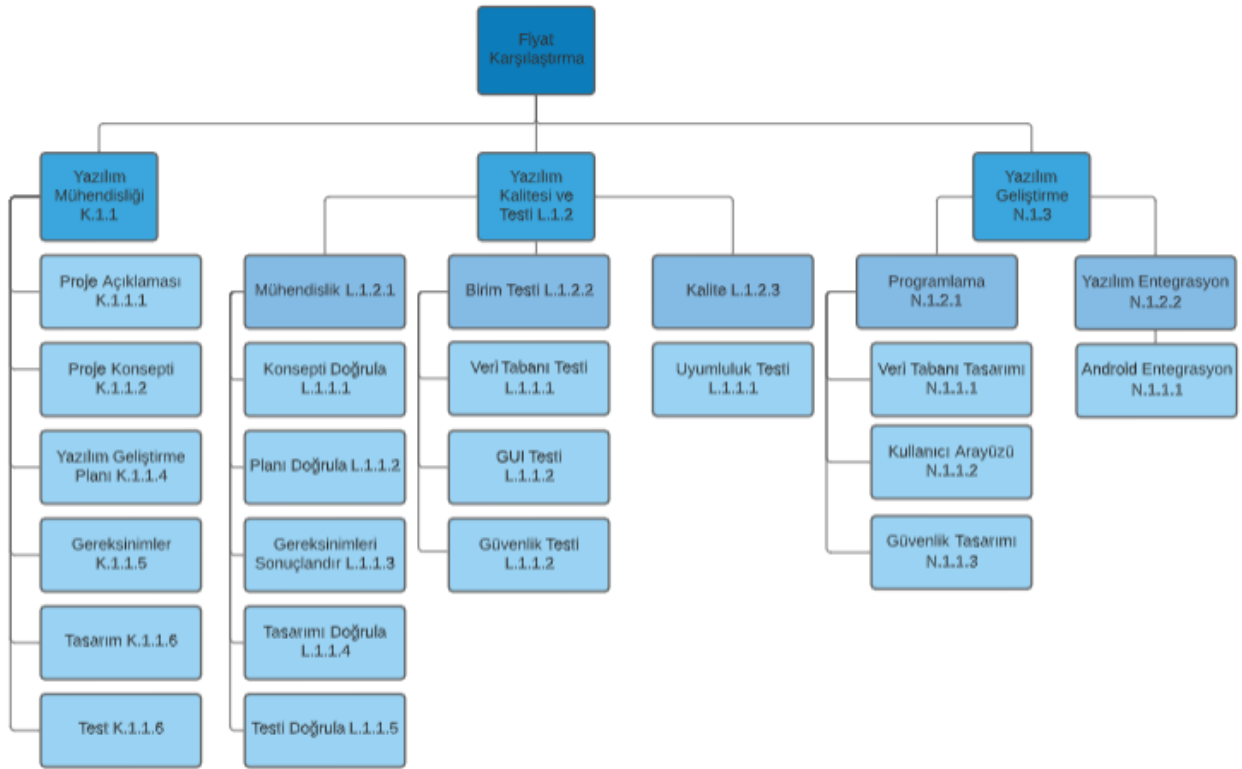 Fiyat
Karşılaştırma
Yazılım
Mühendisliği
K.1.1
Yazılım
Kalitesi ve
Testi L.1.2
Yazılım
Geliştirme
N.1.3
Proje Açıklaması
K.1.1.1
Proje Konsepti
K.1.1.2
Yazılım Geliştirme
Planı K.1.1.4
Gereksinimler
K.1.1.5
Tasarım K.1.1.6
Test K.1.1.6
Mühendislik L.1.2.1
Konsepti Doğrula
L.1.1.1
Planı Doğrula L.1.1.2
Gereksinimleri
Sonuçlandır L.1.1.3
Tasarımı Doğrula
L.1.1.4
Testi Doğrula L.1.1.5
Birim Testi L.1.2.2
Veri Tabanı Testi
L.1.1.1
GUI Testi
L.1.1.2
Güvenlik Testi
L.1.1.2
Kalite L.1.2.3
Uyumluluk Testi
L.1.1.1
Programlama
N.1.2.1
Veri Tabanı Tasarımı
N.1.1.1
Kullanıcı Arayüzü
N.1.1.2
Güvenlik Tasarımı
N.1.1.3
Yazılım Entegrasyon
N.1.2.2
Android Entegrasyon
N.1.1.1